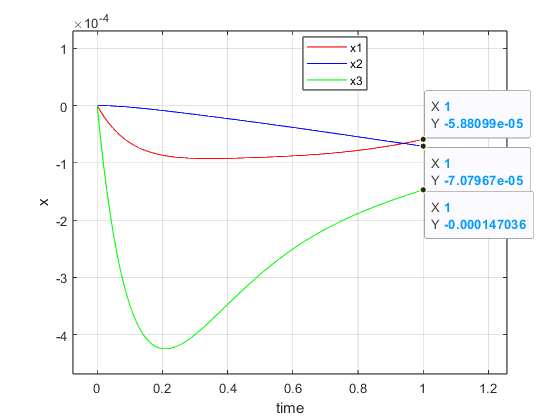 ×10⁻⁴
x1
x2
x3
1
0
-1
-2
-3
-4
x
X 1
Y -5.88099e-05
X 1
Y -7.07967e-05
X 1
Y -0.000147036
0 0.2 0.4 0.6 0.8 1 1.2
time